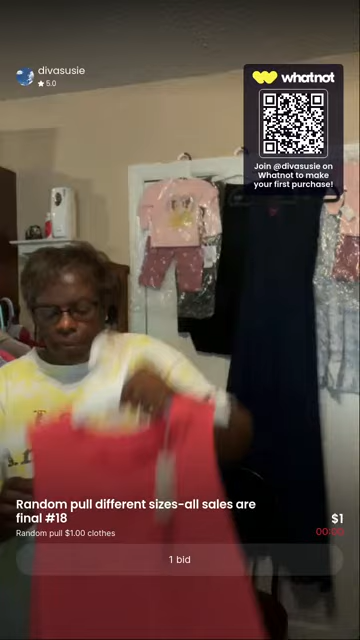 divasusie
5.0
whatnot
Join @divasusie on
Whatnot to make
your first purchase!
Random pull different sizes-all sales are
final #18
$1
Random pull $1.00 clothes
1 bid